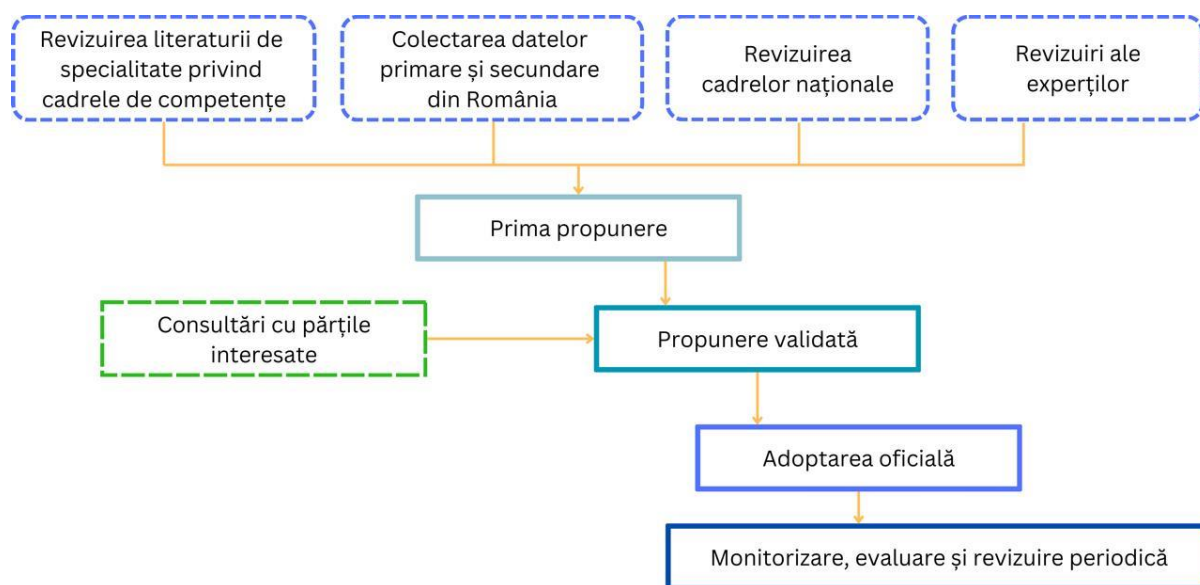 Revizuirea literaturii de
specialitate privind
cadrele de competențe
Colectarea datelor
primare și secundare
din România
Revizuirea
cadrelor naționale
Revizuiri ale
experților
Prima propunere
Consultări cu părțile
interesate
Propunere validată
Adoptarea oficială
Monitorizare, evaluare și revizuire periodică